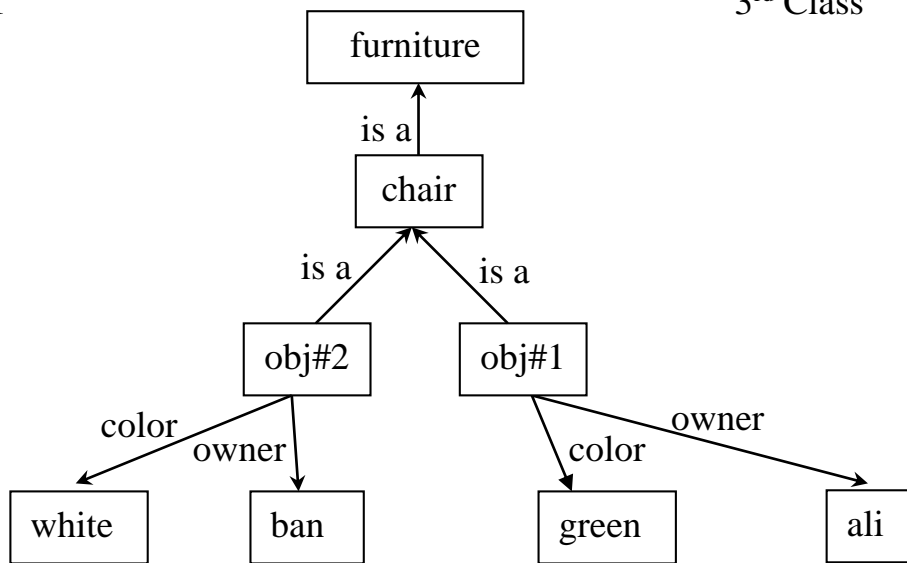 3rd Class
furniture
is a
chair
is a is a
obj#2 obj#1
color owner color owner
white ban green ali